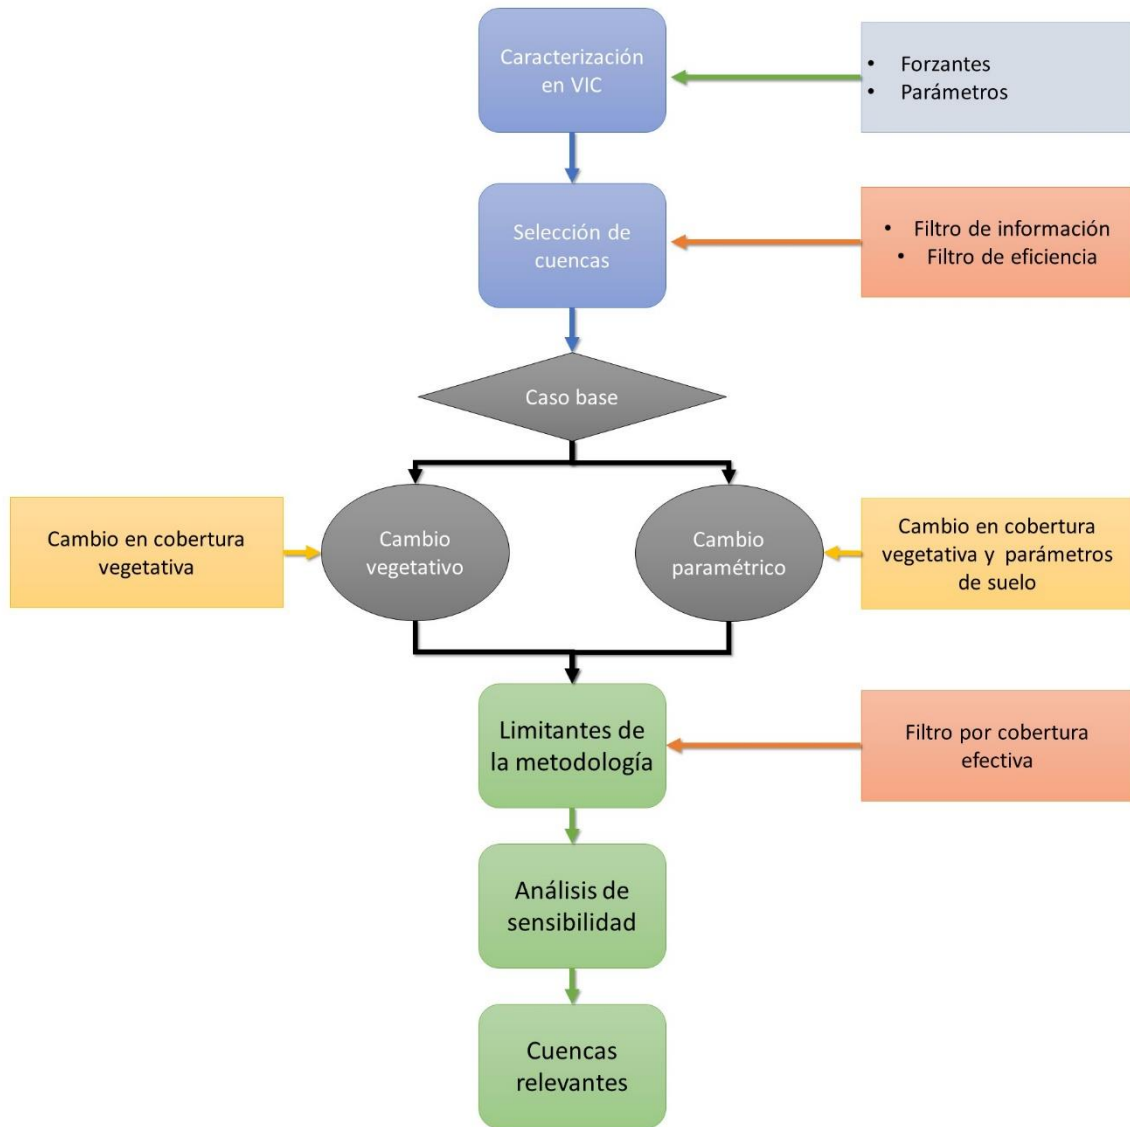 Caracterización
en VIC
• Forzantes
• Parámetros
Selección de
cuencas
• Filtro de información
• Filtro de eficiencia
Caso base
Cambio en cobertura
vegetativa
Cambio
vegetativo
Cambio
paramétrico
Cambio en cobertura
vegetativa y parámetros
de suelo
Limitantes de
la metodología
Filtro por cobertura
efectiva
Análisis de
sensibilidad
Cuencas
relevantes